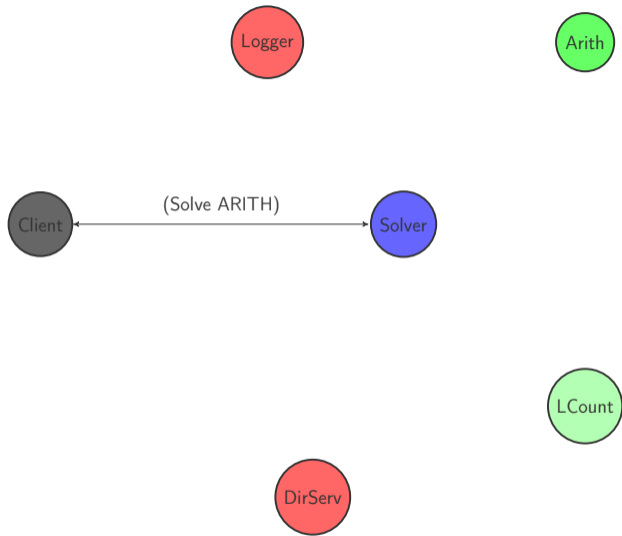 Logger
Arith
(Solve ARITH)
Client
Solver
LCount
DirServ